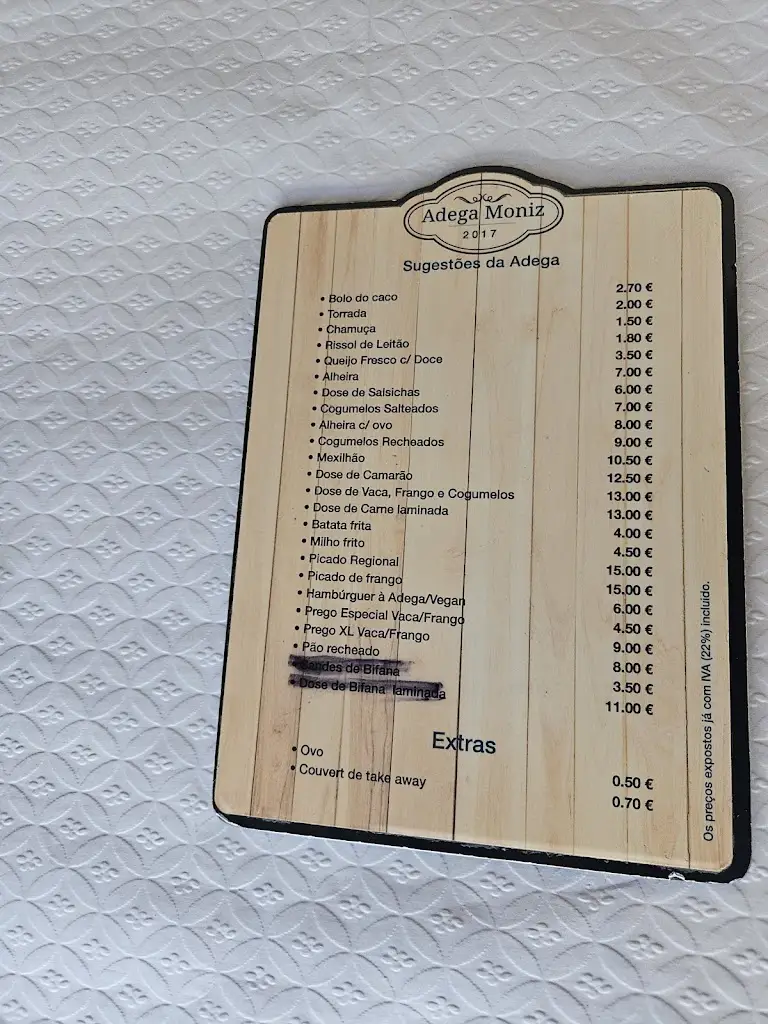 Adega Moniz
2017
Sugestões da Adega
• Bolo do caco 2.70 €
• Torrada 2.00 €
• Chamuça 1.50 €
• Rissol de Leitão 1.80 €
• Queijo Fresco c/ Doce 3.50 €
• Alheira 7.00 €
• Dose de Salsichas 6.00 €
• Cogumelos Salteados 7.00 €
• Alheira c/ ovo 8.00 €
• Cogumelos Recheados 9.00 €
• Mexilhão 10.50 €
• Dose de Camarão 12.50 €
• Dose de Vaca, Frango e Cogumelos 13.00 €
• Dose de Carne laminada 13.00 €
• Batata frita 4.00 €
• Milho frito 4.50 €
• Picado Regional 15.00 €
• Picado de frango 15.00 €
• Hambúrguer à Adega/Vegan 6.00 €
• Prego Especial Vaca/Frango 4.50 €
• Prego XL Vaca/Frango 9.00 €
• Pão recheado 8.00 €
• Sandes de Bifana 3.50 €
• Dose de Bifana laminada 11.00 €
Extras
• Ovo 0.50 €
• Couvert de take away 0.70 €
Os preços expostos já com IVA (22%) incluido.